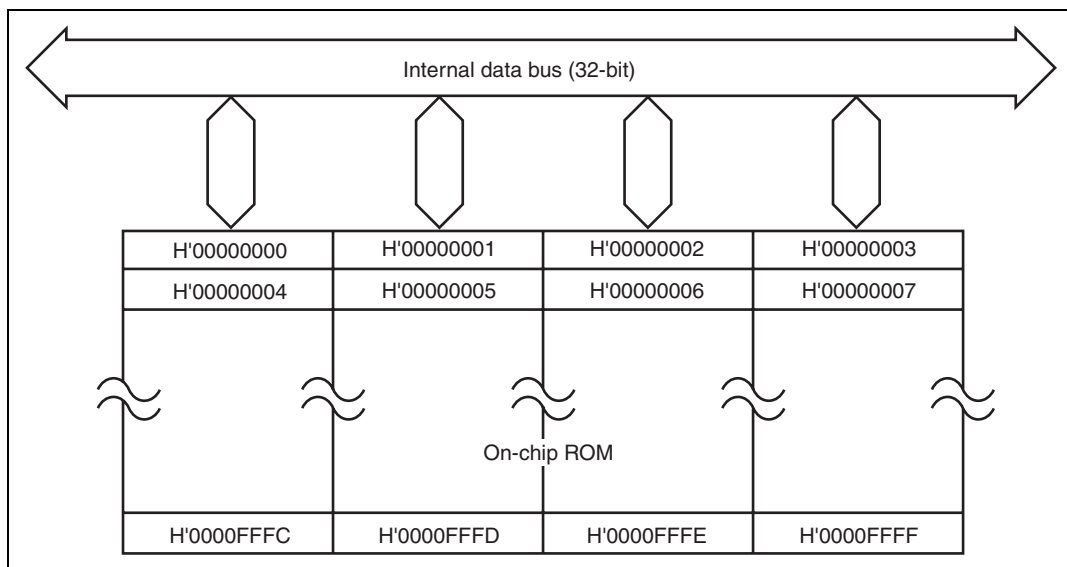 Internal data bus (32-bit)
H'00000000 H'00000001 H'00000002 H'00000003
H'00000004 H'00000005 H'00000006 H'00000007
On-chip ROM
H'0000FFFC H'0000FFFD H'0000FFFE H'0000FFFF